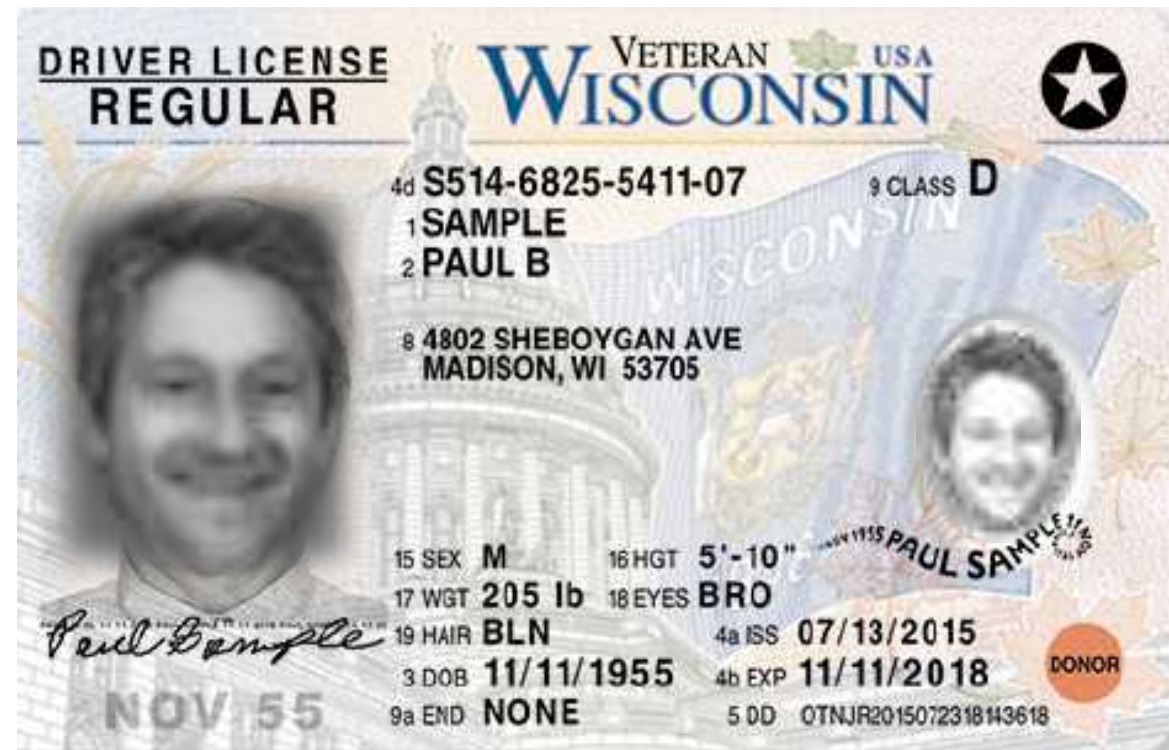 DRIVER LICENSE
REGULAR
VETERAN USA
WISCONSIN
4d S514-6825-5411-07
9 CLASS D
1 SAMPLE
2 PAUL B
8 4802 SHEBOYGAN AVE
MADISON, WI 53705
WISCONSIN
15 SEX M 16 HGT 5'-10"
17 WGT 205 lb 18 EYES BRO
19 HAIR BLN 4a ISS 07/13/2015
3 DOB 11/11/1955 4b EXP 11/11/2018
9a END NONE 5 DD OTNJR2015072318143618
PAUL SAMPLE
Paul Sample
NOV 55
DONOR